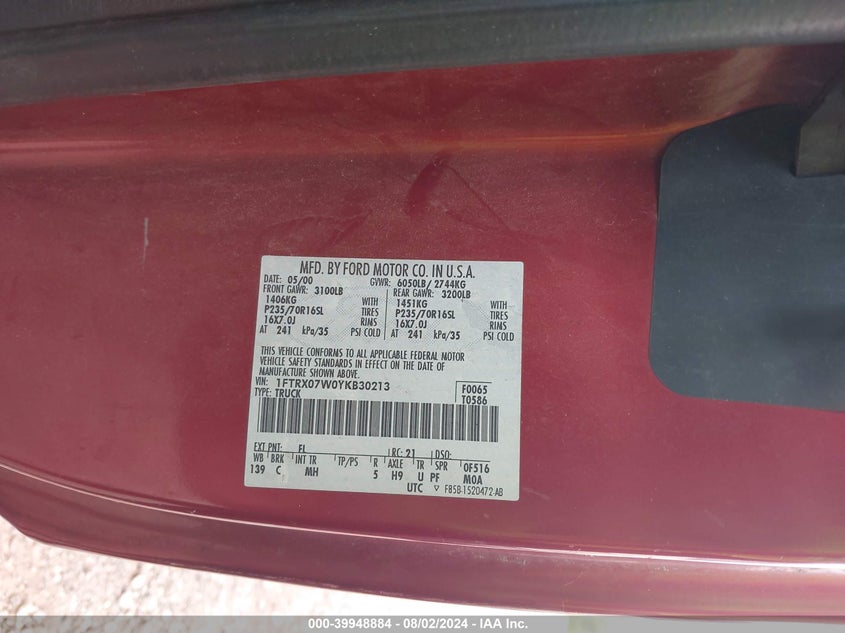 MFD. BY FORD MOTOR CO. IN U.S.A.
DATE: 05/00 GVWR: 6050LB/ 2744KG
FRONT GAWR: 3100LB REAR GAWR: 3200LB
1406KG WITH 1451KG WITH
P235/70R16SL TIRES P235/70R16SL TIRES
16X7.0J RIMS 16X7.0J RIMS
AT 241 kPa/35 PSI COLD AT 241 kPa/35 PSI COLD
THIS VEHICLE CONFORMS TO ALL APPLICABLE FEDERAL MOTOR
VEHICLE SAFETY STANDARDS IN EFFECT ON THE DATE OF
MANUFACTURE SHOWN ABOVE.
VIN: 1FTRX07W0YKB30213 F0065
TYPE: TRUCK T0586
EXT PNT: FL RC: 21 DSO:
WB BRK INT TR TP/PS R AXLE TR SPR 0F516
139 C MH 5 H9 U PF M0A
UTC ▽ F85B-1520472-AB
000-39948884 - 08/02/2024 - 076 - US.